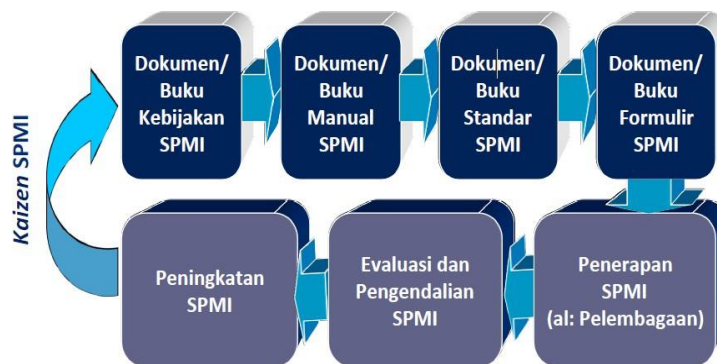 Dokumen/
Buku
Kebijakan
SPMI
Dokumen/
Buku
Manual
SPMI
Dokumen/
Buku
Standar
SPMI
Dokumen/
Buku
Formulir
SPMI
Kaizen SPMI
Peningkatan
SPMI
Evaluasi dan
Pengendalian
SPMI
Penerapan
SPMI
(al: Pelembagaan)